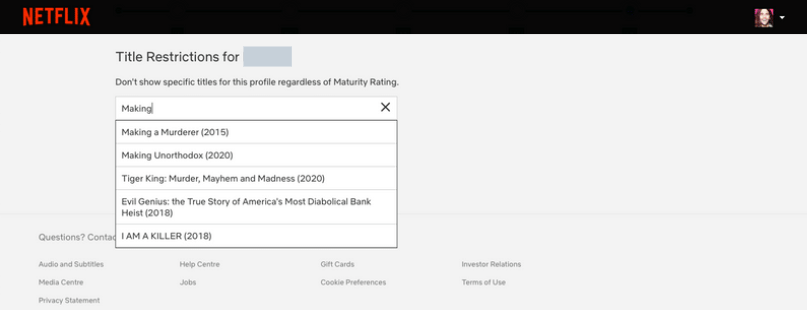 NETFLIX
Title Restrictions for
Don't show specific titles for this profile regardless of Maturity Rating.
Making
Making a Murderer (2015)
Making Unorthodox (2020)
Tiger King: Murder, Mayhem and Madness (2020)
Evil Genius: the True Story of America's Most Diabolical Bank
Heist (2018)
I AM A KILLER (2018)
Questions? Contac
Audio and Subtitles
Help Centre
Gift Cards
Investor Relations
Media Centre
Jobs
Cookie Preferences
Terms of Use
Privacy Statement